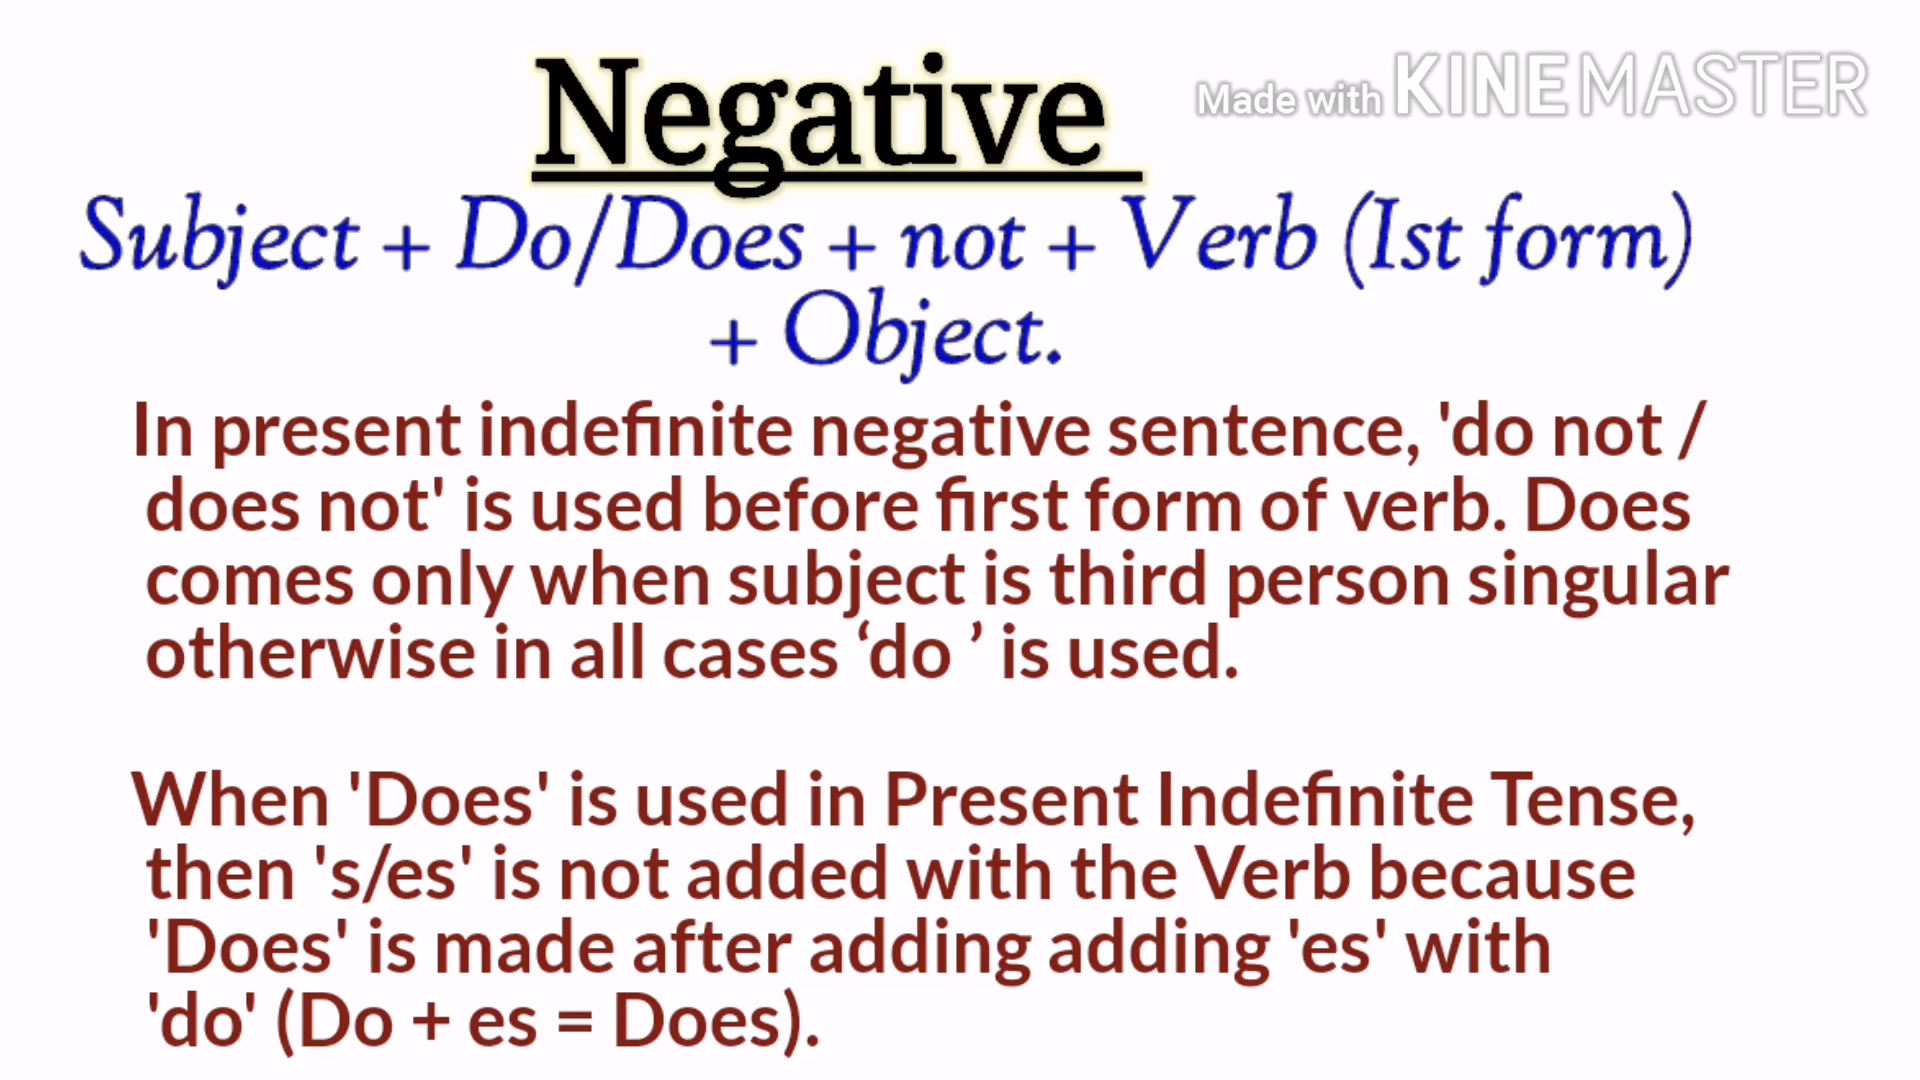 Negative
Made with KINEMASTER
Subject + Do/Does + not + Verb (Ist form)
+ Object.
In present indefinite negative sentence, 'do not /
does not' is used before first form of verb. Does
comes only when subject is third person singular
otherwise in all cases ‘do ’ is used.
When 'Does' is used in Present Indefinite Tense,
then 's/es' is not added with the Verb because
'Does' is made after adding adding 'es' with
'do' (Do + es = Does).